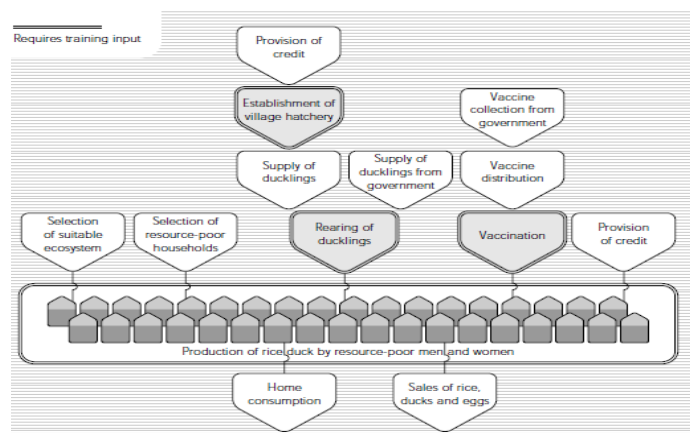 Requires training input
Provision of
credit
Establishment of
village hatchery
Vaccine
collection from
government
Supply of
ducklings
Supply of
ducklings from
government
Vaccine
distribution
Selection
of suitable
ecosystem
Selection of
resource-poor
households
Rearing of
ducklings
Vaccination
Provision
of credit
Production of rice duck by resource-poor men and women
Home
consumption
Sales of rice,
ducks and eggs